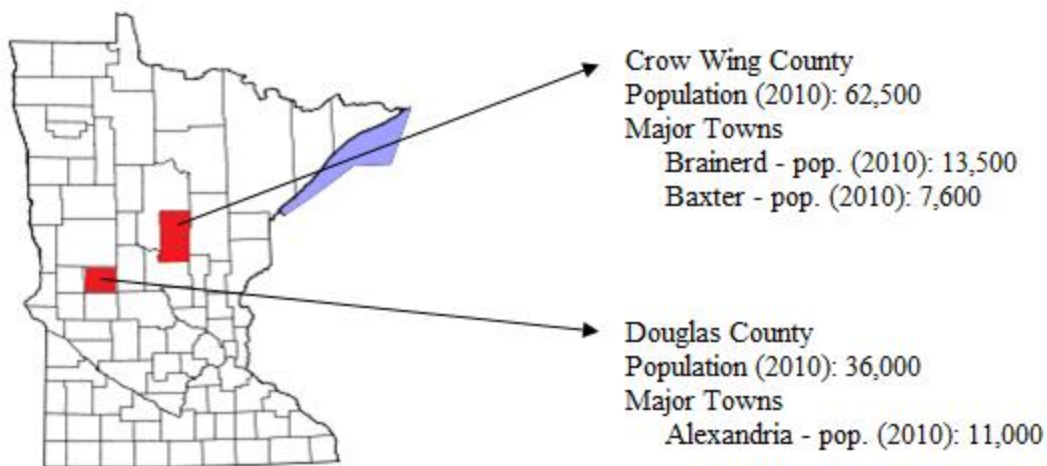 Crow Wing County
Population (2010): 62,500
Major Towns
Brainerd - pop. (2010): 13,500
Baxter - pop. (2010): 7,600
Douglas County
Population (2010): 36,000
Major Towns
Alexandria - pop. (2010): 11,000